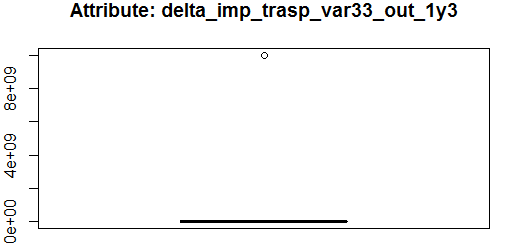 Attribute: delta_imp_trasp_var33_out_1y3
8e+09
4e+09
0e+00